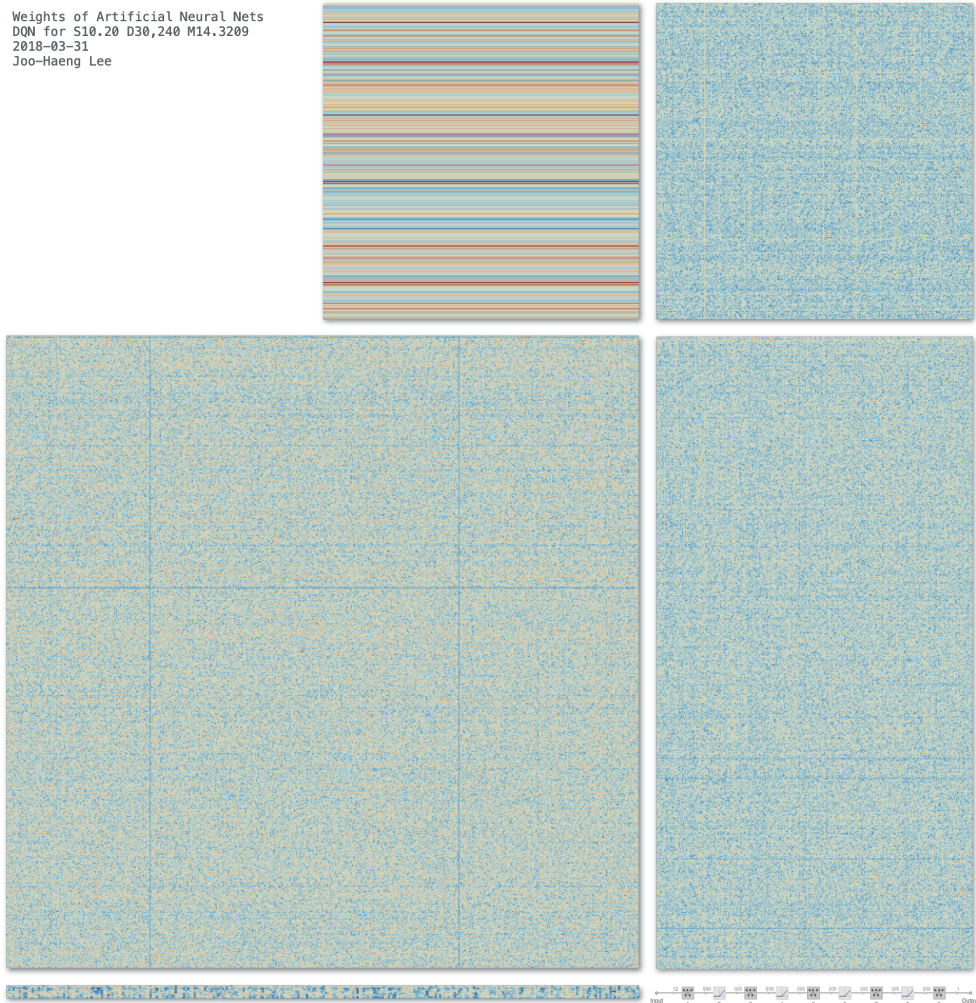 Weights of Artificial Neural Nets
DQN for S10.20 D30,240 M14.3209
2018-03-31
Joo-Haeng Lee
Input